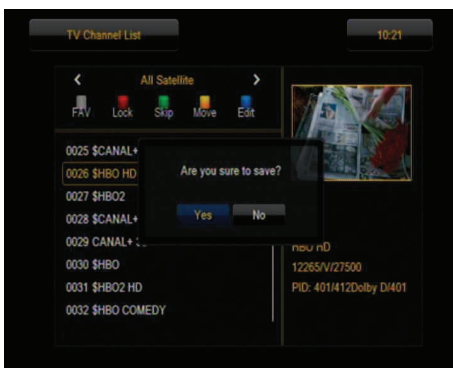 TV Channel List
10:21
All Satellite
FAV Lock Skip Move Edit
0025 $CANAL+
0026 $HBO HD
0027 $HBO2
0028 $CANAL+
0029 CANAL+
0030 $HBO
0031 $HBO2 HD
0032 $HBO COMEDY
Are you sure to save?
Yes No
HBO HD
12265/V/27500
PID: 401/412Dolby D/401